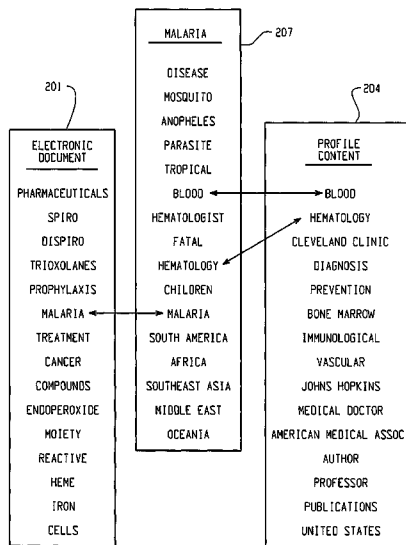 201
ELECTRONIC
DOCUMENT
PHARMACEUTICALS
SPIRO
DISPIRO
TRIOXOLANES
PROPHYLAXIS
MALARIA
TREATMENT
CANCER
COMPOUNDS
ENDOPEROXIDE
MOIETY
REACTIVE
HEME
IRON
CELLS
207
MALARIA
DISEASE
MOSQUITO
ANOPHELES
PARASITE
TROPICAL
BLOOD
HEMATOLOGIST
FATAL
HEMATOLOGY
CHILDREN
MALARIA
SOUTH AMERICA
AFRICA
SOUTHEAST ASIA
MIDDLE EAST
OCEANIA
204
PROFILE
CONTENT
BLOOD
HEMATOLOGY
CLEVELAND CLINIC
DIAGNOSIS
PREVENTION
BONE MARROW
IMMUNOLOGICAL
VASCULAR
JOHNS HOPKINS
MEDICAL DOCTOR
AMERICAN MEDICAL ASSOC
AUTHOR
PROFESSOR
PUBLICATIONS
UNITED STATES